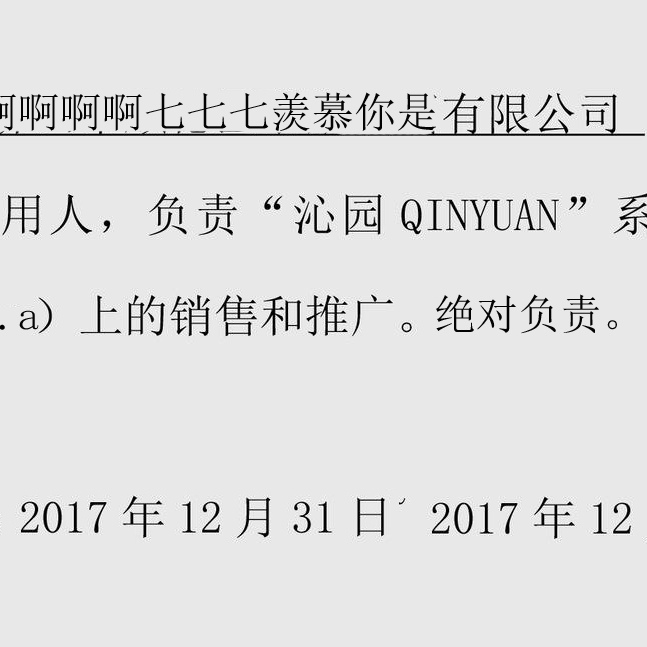 啊啊啊啊七七七羡慕你是有限公司
用人，负责“沁园 QINYUAN”系
.a）上的销售和推广。绝对负责。
2017 年 12 月 31 日 2017 年 12